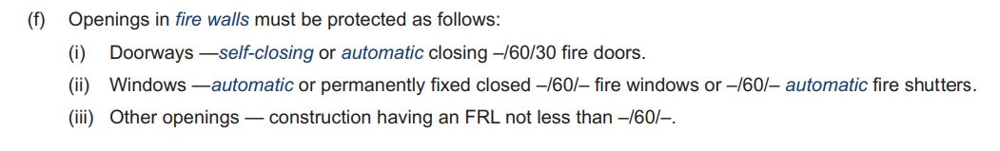 (f) Openings in fire walls must be protected as follows:
(i) Doorways —self-closing or automatic closing –/60/30 fire doors.
(ii) Windows —automatic or permanently fixed closed –/60/– fire windows or –/60/– automatic fire shutters.
(iii) Other openings — construction having an FRL not less than –/60/–.